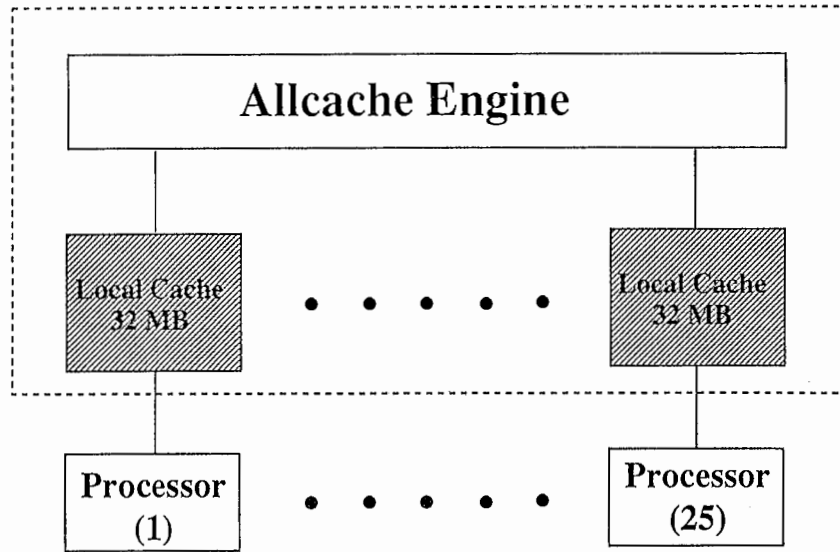 Allcache Engine
Local Cache
32 MB
Local Cache
32 MB
Processor
(1)
Processor
(25)